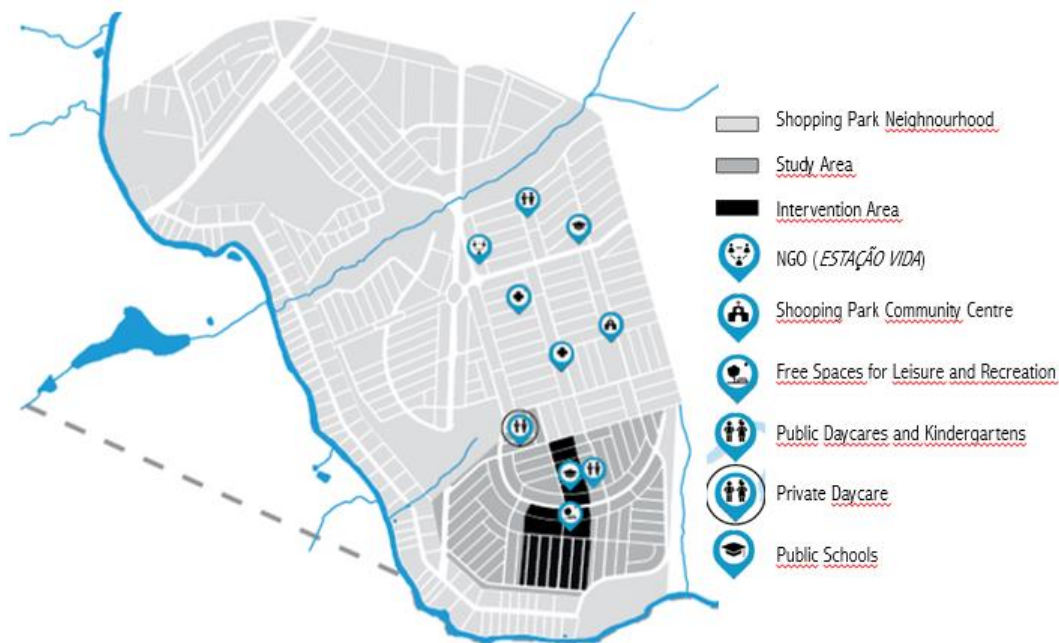 Shopping Park Neighnourhood
Study Area
Intervention Area
NGO (ESTAÇÃO VIDA)
Shooping Park Community Centre
Free Spaces for Leisure and Recreation
Public Daycares and Kindergartens
Private Daycare
Public Schools